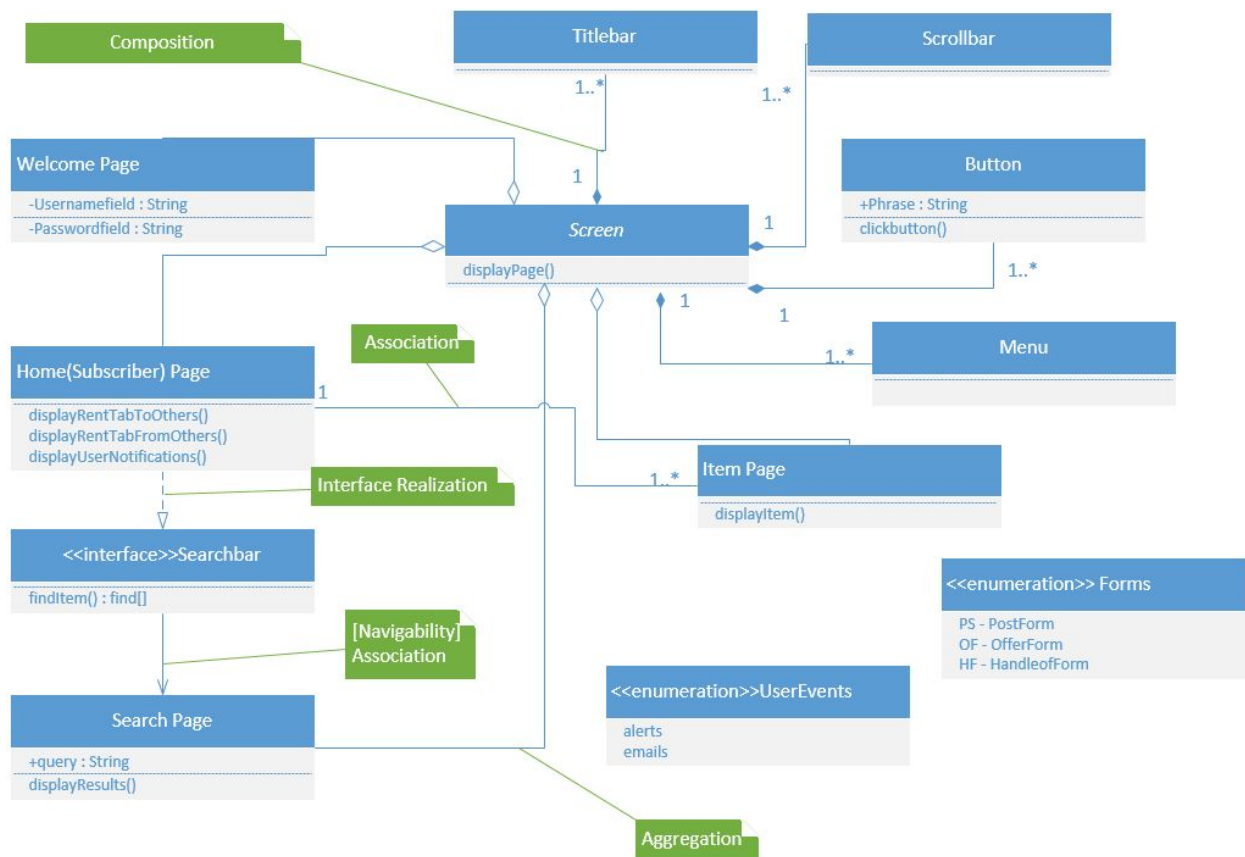 Composition
Titlebar
Scrollbar
1..*
1..*
Welcome Page
-Usernamefield : String
-Passwordfield : String
1
Button
+Phrase : String
clickbutton()
Screen
displayPage()
1
1..*
1
1
Association
Menu
1..*
Home(Subscriber) Page
displayRentTabToOthers()
displayRentTabFromOthers()
displayUserNotifications()
1
Item Page
displayItem()
1..*
Interface Realization
<<interface>>Searchbar
findItem() : find[]
<<enumeration>> Forms
PS - PostForm
OF - OfferForm
HF - HandleofForm
[Navigability]
Association
<<enumeration>>UserEvents
alerts
emails
Search Page
+query : String
displayResults()
Aggregation